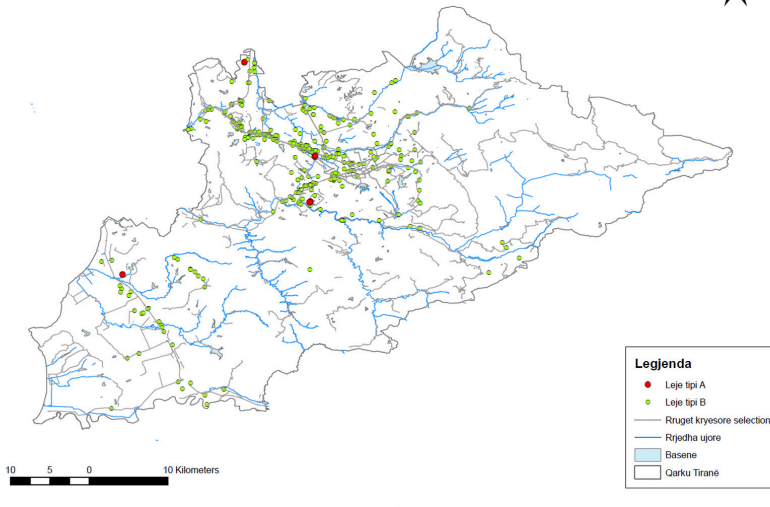 Legjenda
Leje tipi A
Leje tipi B
Rruget kryesore selection
Rrjedha ujore
Basene
Qarku Tiranë
10 5 0 10 Kilometers